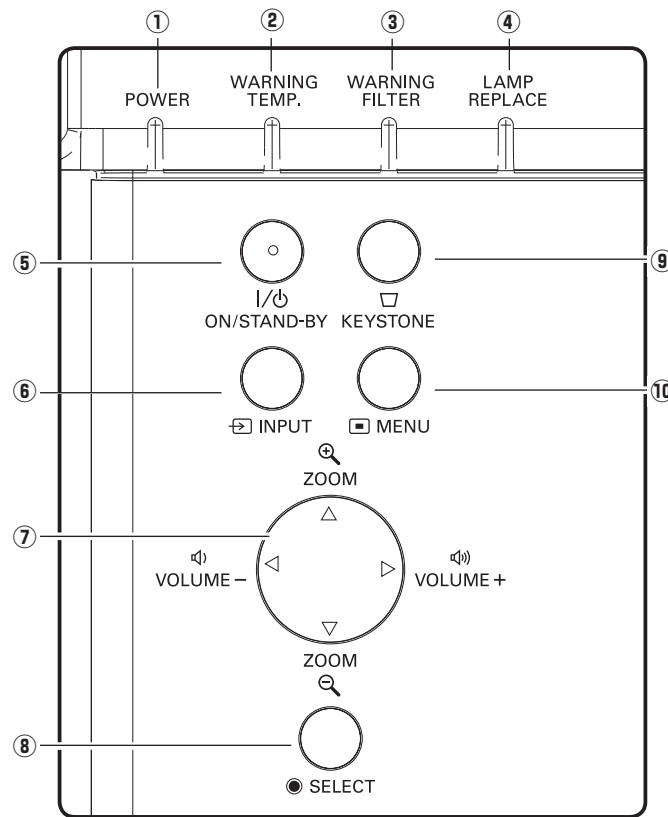 ① ② ③ ④
POWER
WARNING TEMP.
WARNING FILTER
LAMP REPLACE
⑤
I/⏻
ON/STAND-BY
KEYSTONE
⑨
⑥
INPUT
MENU
⑩
ZOOM
⑦
VOLUME –
VOLUME +
ZOOM
⑧
SELECT